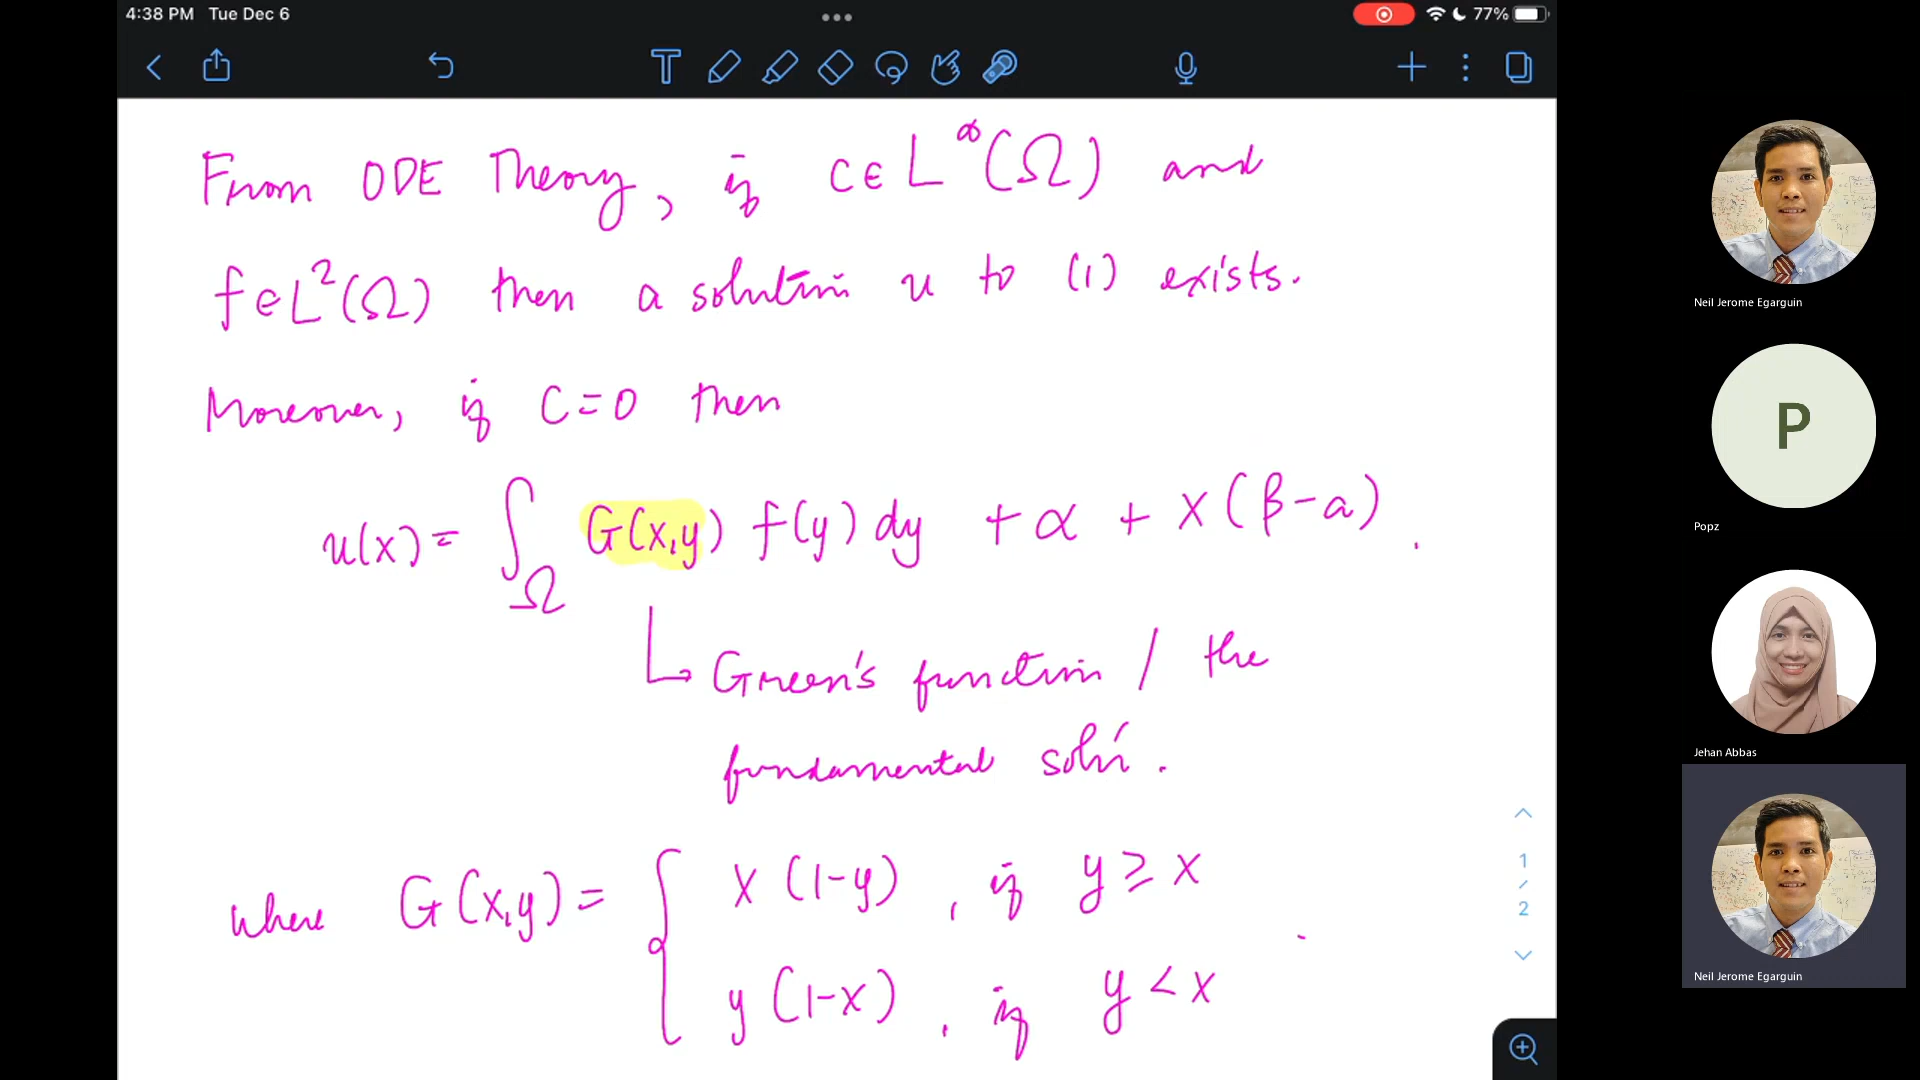 4:38 PM Tue Dec 6
77%
From ODE Theory, if C∈L^∞(Ω) and
f∈L²(Ω) then a solution u to (1) exists.
Moreover, if C=0 then
u(x) = ∫_Ω G(x,y) f(y) dy + α + x(β-α).
Green's function / the
fundamental sol'n.
where G(x,y) = { x(1-y), if y ≥ x
y(1-x), if y < x .
1
/
2
Neil Jerome Egarguin
P
Popz
Jehan Abbas
Neil Jerome Egarguin